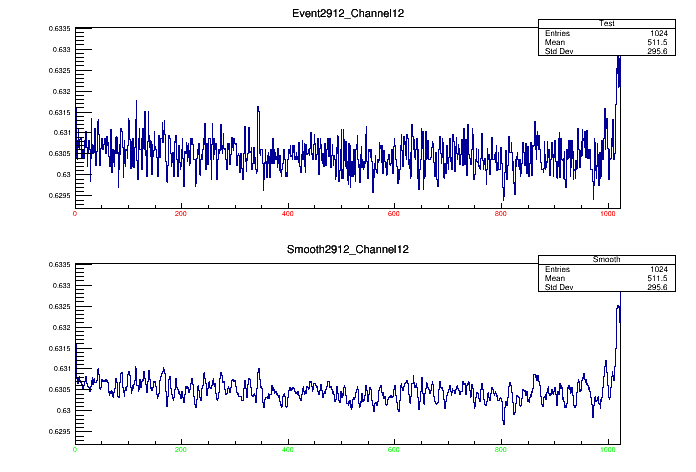 Event2912_Channel12
Test
Entries 1024
Mean 511.5
Std Dev 295.6
0.6335
0.633
0.6325
0.632
0.6315
0.631
0.6305
0.63
0.6295
0 200 400 600 800 1000
Smooth2912_Channel12
Smooth
Entries 1024
Mean 511.5
Std Dev 295.6
0.6335
0.633
0.6325
0.632
0.6315
0.631
0.6305
0.63
0.6295
0 200 400 600 800 1000